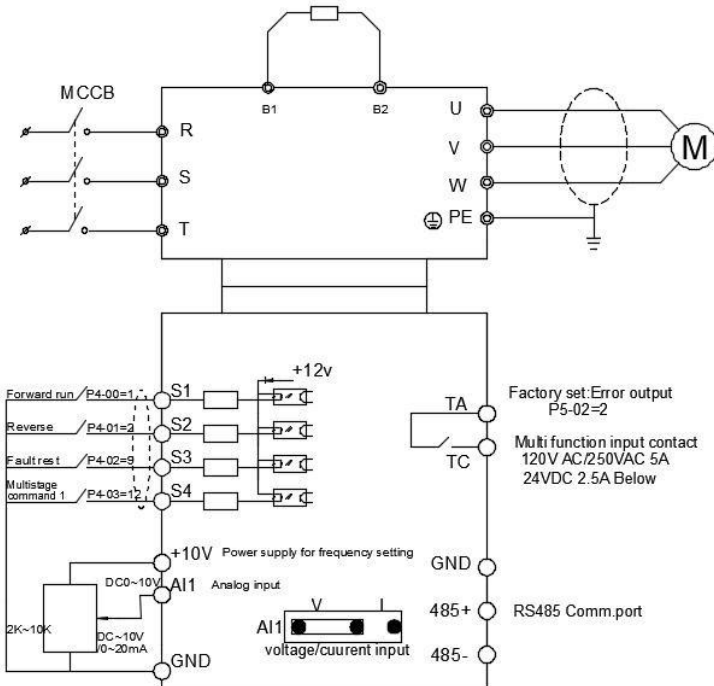 MCCB
B1
B2
R
U
S
V
M
W
T
PE
+12v
Forward run
P4-00=1
S1
TA
Factory set:Error output
P5-02=2
Reverse
P4-01=2
S2
Multi function input contact
120V AC/250VAC 5A
24VDC 2.5A Below
Fault rest
P4-02=9
S3
TC
Multistage
command 1
P4-03=12
S4
+10V
Power supply for frequency setting
GND
DC0~10V
AI1
Analog input
V
I
485+
RS485 Comm.port
2K~10K
DC~10V
/0~20mA
AI1
voltage/cuurent input
485-
GND